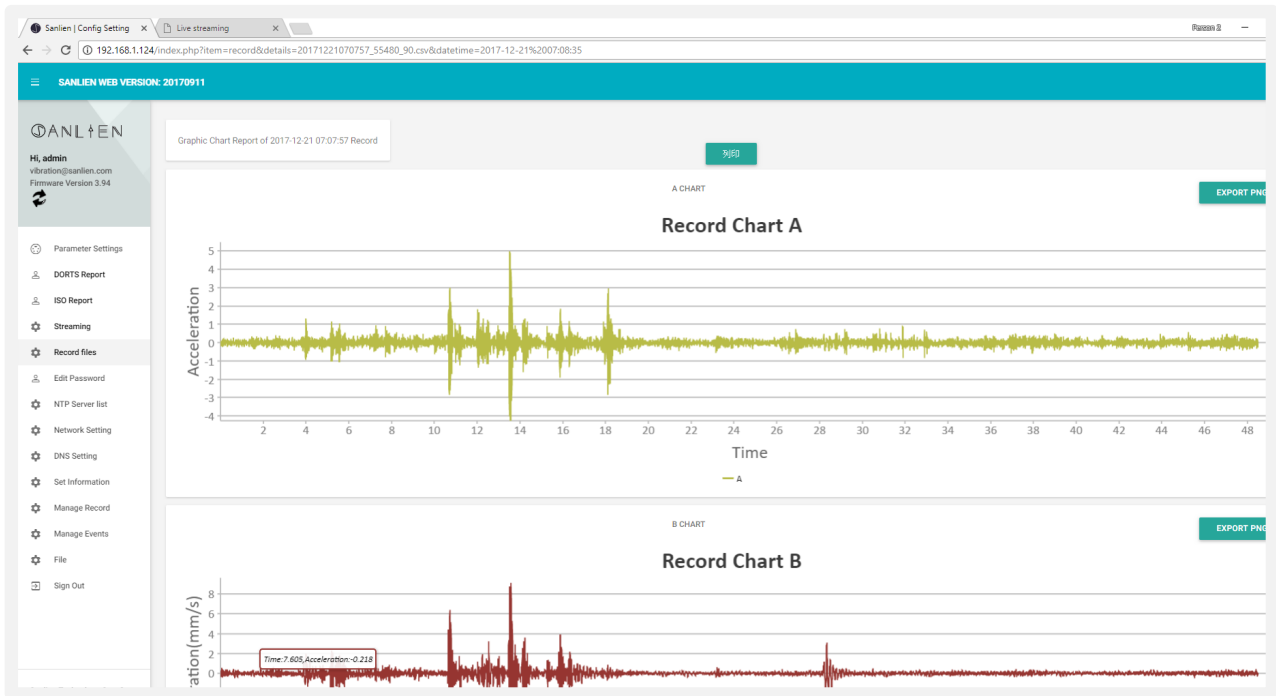 Sanlien | Config Setting
Live streaming
Person 2
192.168.1.124/index.php?item=record&details=20171221070757_55480_90.csv&datetime=2017-12-21%2007:08:35
SANLIEN WEB VERSION: 20170911
SANLIEN
Hi, admin
vibration@sanlien.com
Firmware Version 3.94
Parameter Settings
DORTS Report
ISO Report
Streaming
Record files
Edit Password
NTP Server list
Network Setting
DNS Setting
Set Information
Manage Record
Manage Events
File
Sign Out
Graphic Chart Report of 2017-12-21 07:07:57 Record
列印
A CHART
EXPORT PNG
Record Chart A
Acceleration
5
4
3
2
1
0
-1
-2
-3
-4
2 4 6 8 10 12 14 16 18 20 22 24 26 28 30 32 34 36 38 40 42 44 46 48
Time
A
B CHART
EXPORT PNG
Record Chart B
ration(mm/s)
8
6
4
2
0
Time:7.605,Acceleration:-0.218